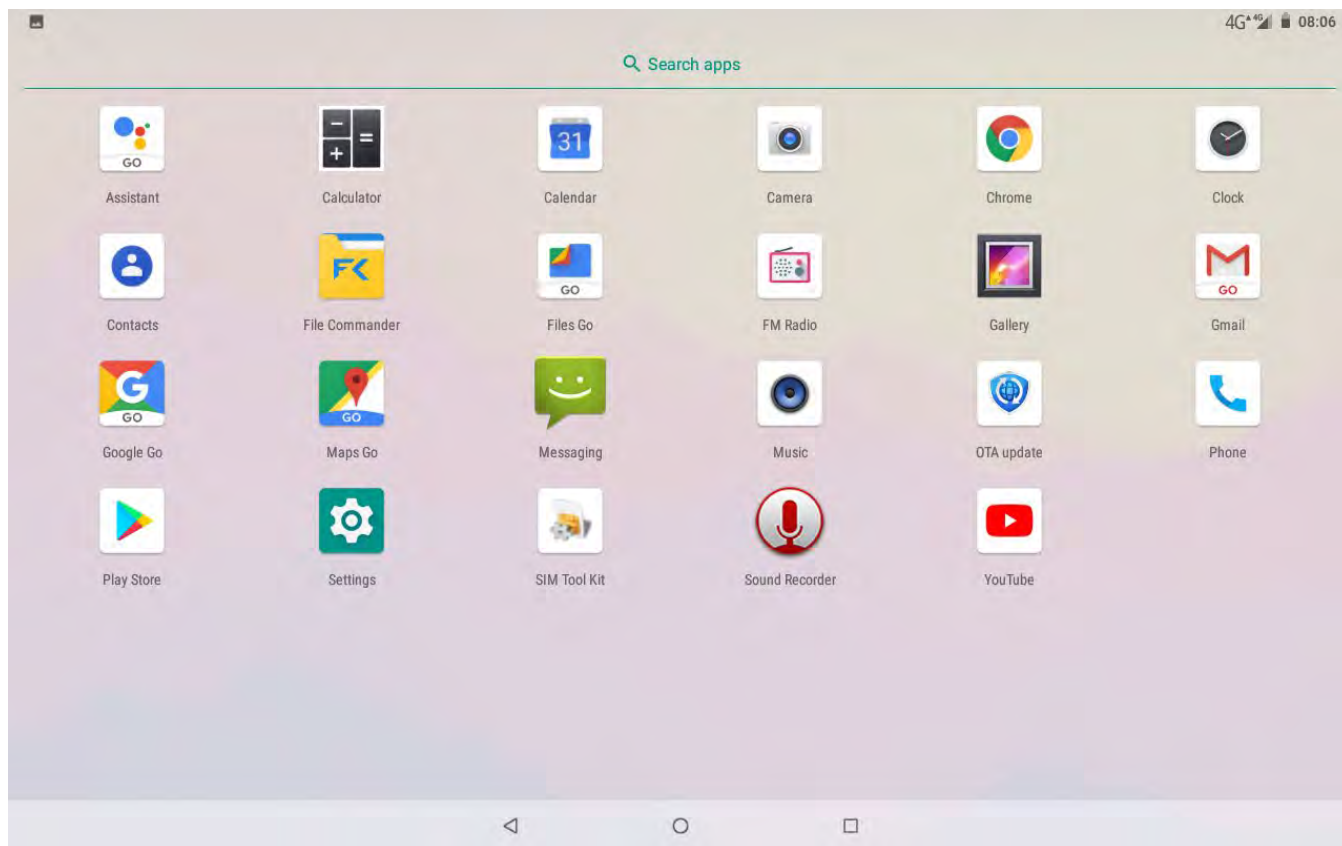 4G 4G 08:06
Search apps
31
GO
Assistant Calculator Calendar Camera Chrome Clock
FK
GO
GO
Contacts File Commander Files Go FM Radio Gallery Gmail
G
GO
GO
Google Go Maps Go Messaging Music OTA update Phone
Play Store Settings SIM Tool Kit Sound Recorder YouTube